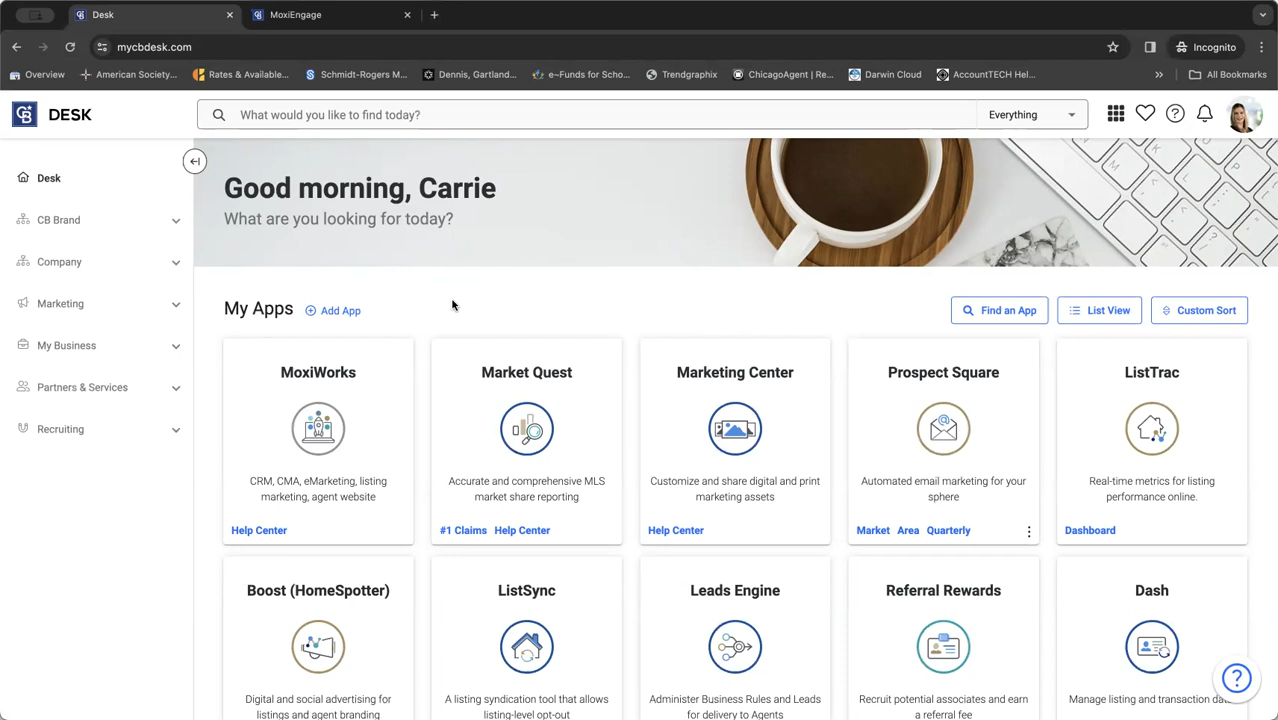 Desk
MoxiEngage
mycbdesk.com
Incognito
Overview
American Society...
Rates & Available...
Schmidt-Rogers M...
Dennis, Gartland...
e~Funds for Scho...
Trendgraphix
ChicagoAgent | Re...
Darwin Cloud
AccountTECH Hel...
All Bookmarks
DESK
What would you like to find today?
Everything
Desk
CB Brand
Company
Marketing
My Business
Partners & Services
Recruiting
Good morning, Carrie
What are you looking for today?
My Apps
Add App
Find an App
List View
Custom Sort
MoxiWorks
CRM, CMA, eMarketing, listing
marketing, agent website
Help Center
Market Quest
Accurate and comprehensive MLS
market share reporting
#1 Claims Help Center
Marketing Center
Customize and share digital and print
marketing assets
Help Center
Prospect Square
Automated email marketing for your
sphere
Market Area Quarterly
ListTrac
Real-time metrics for listing
performance online.
Dashboard
Boost (HomeSpotter)
Digital and social advertising for
listings and agent branding
ListSync
A listing syndication tool that allows
listing-level opt-out
Leads Engine
Administer Business Rules and Leads
for delivery to Agents
Referral Rewards
Recruit potential associates and earn
a referral fee
Dash
Manage listing and transaction